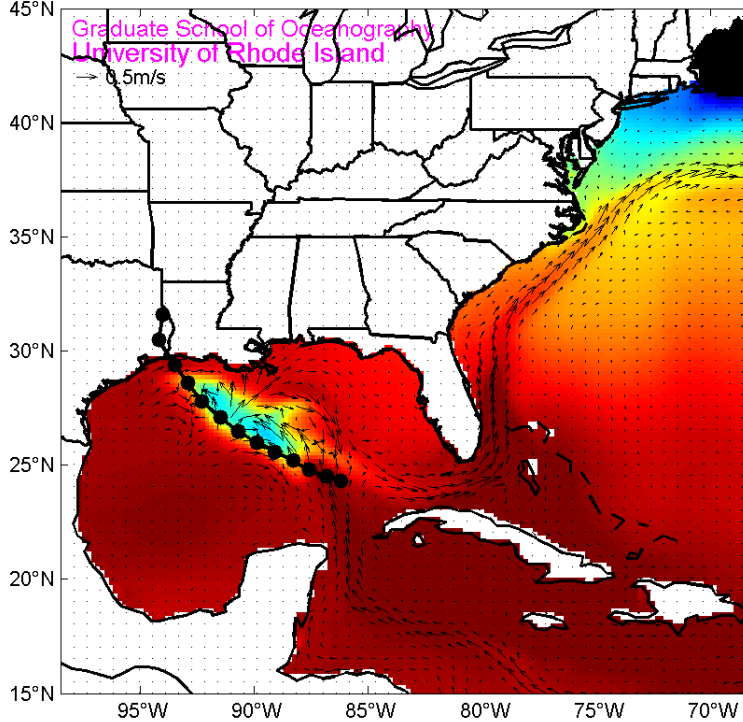 45°N
Graduate School of Oceanography
University of Rhode Island
0.5m/s
40°N
35°N
30°N
25°N
20°N
15°N
95°W 90°W 85°W 80°W 75°W 70°W